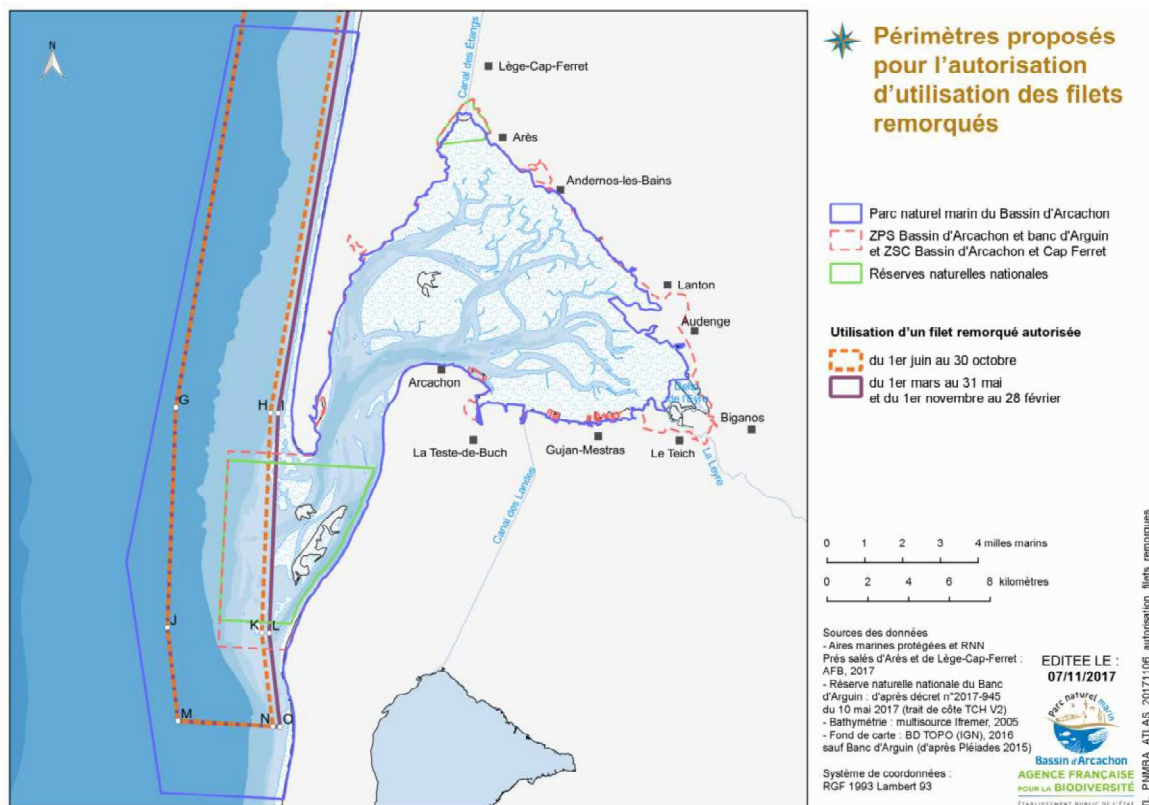 Périmètres proposés
pour l'autorisation
d'utilisation des filets
remorqués
Parc naturel marin du Bassin d'Arcachon
ZPS Bassin d'Arcachon et banc d'Arguin
et ZSC Bassin d'Arcachon et Cap Ferret
Réserves naturelles nationales
Utilisation d'un filet remorqué autorisée
du 1er juin au 30 octobre
du 1er mars au 31 mai
et du 1er novembre au 28 février
N
Canal des Étangs
Lège-Cap-Ferret
Arès
Andernos-les-Bains
Lanton
Audenge
Arcachon
Delta
de l'Eyre
Biganos
La Teste-de-Buch
Gujan-Mestras
Le Teich
La Leyre
Canal des Landes
G
H
I
J
K
L
M
N
O
0 1 2 3 4 milles marins
0 2 4 6 8 kilomètres
Sources des données
- Aires marines protégées et RNN
Prés salés d'Arès et de Lège-Cap-Ferret :
AFB, 2017
- Réserve naturelle nationale du Banc
d'Arguin : d'après décret n°2017-945
du 10 mai 2017 (trait de côte TCH V2)
- Bathymétrie : multisource Ifremer, 2005
- Fond de carte : BD TOPO (IGN), 2016
sauf Banc d'Arguin (d'après Pléiades 2015)
Système de coordonnées :
RGF 1993 Lambert 93
EDITEE LE :
07/11/2017
Parc naturel marin
Bassin d'Arcachon
AGENCE FRANÇAISE
POUR LA BIODIVERSITÉ
ÉTABLISSEMENT PUBLIC DE L'ÉTAT
PNMBA_ATLAS_20171106_autorisation_filets_remorques